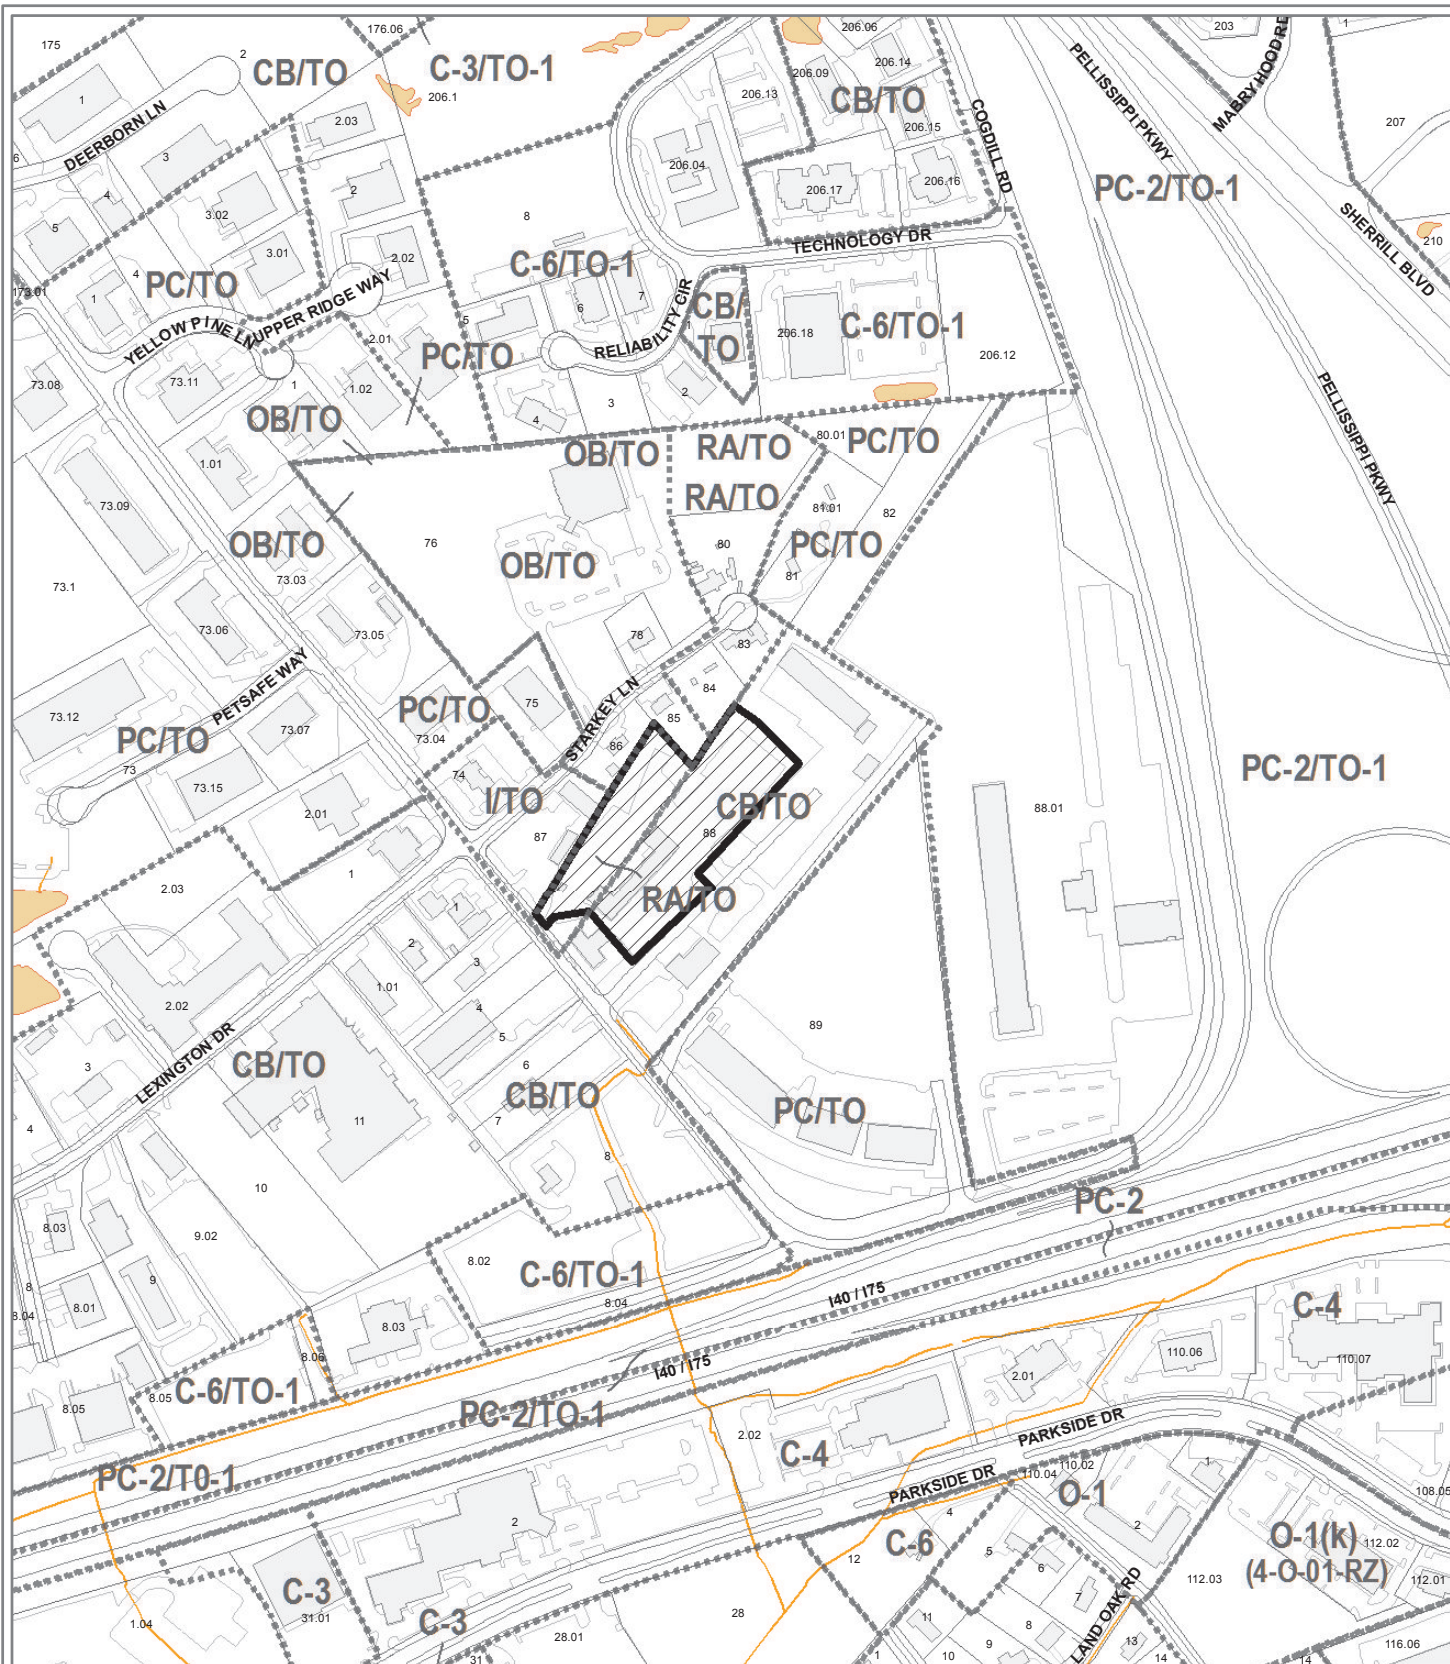 175
2
CB/TO
176.06
C-3/TO-1
206.1
206.06
206.14
206.09
206.13
CB/TO
206.15
COGDILL RD
PELLISSIPPI PKWY
203
1
MABRY HOOD RD
207
1
DEERBORN LN
6
3
2.03
4
5
3.02
2
3.01
2.02
8
206.04
206.17
206.16
PC-2/TO-1
SHERRILL BLVD
210
TECHNOLOGY DR
C-6/TO-1
4
1
PC/TO
173.01
UPPER RIDGE WAY
YELLOW PINE LN
2.01
5
6
7
RELIABILITY CIR
1
CB/
TO
206.18
C-6/TO-1
206.12
PC/TO
73.08
73.11
1
1.02
OB/TO
4
3
2
PELLISSIPPI PKWY
1.01
OB/TO
RA/TO
80.01
PC/TO
RA/TO
73.09
81.01
82
OB/TO
76
OB/TO
80
PC/TO
73.03
81
73.1
73.06
73.05
78
83
PETSAFE WAY
STARKEY LN
84
PC/TO
75
85
73.12
73.07
73.04
86
PC/TO
73
74
I/TO
CB/TO
PC-2/TO-1
73.15
2.01
88.01
87
88
RA/TO
2.03
1
1
2
3
1.01
2.02
4
5
LEXINGTON DR
89
3
CB/TO
6
CB/TO
7
PC/TO
4
11
8
10
PC-2
8.03
9.02
8.02
C-6/TO-1
8
9
8.01
8.04
8.04
I40 / I75
C-4
8.03
8.06
I40 / I75
110.06
110.07
8.05
8.05
C-6/TO-1
PC-2/TO-1
2.01
2.02
C-4
PARKSIDE DR
PC-2/T0-1
PARKSIDE DR
110.04
110.02
O-1
1
108.05
2
4
C-6
2
O-1(k)
(4-O-01-RZ)
112.02
12
5
6
7
112.03
112.01
C-3
31.01
C-3
LAND OAK RD
1.04
28
11
8
9
10
13
14
28.01
31
1
14
116.06